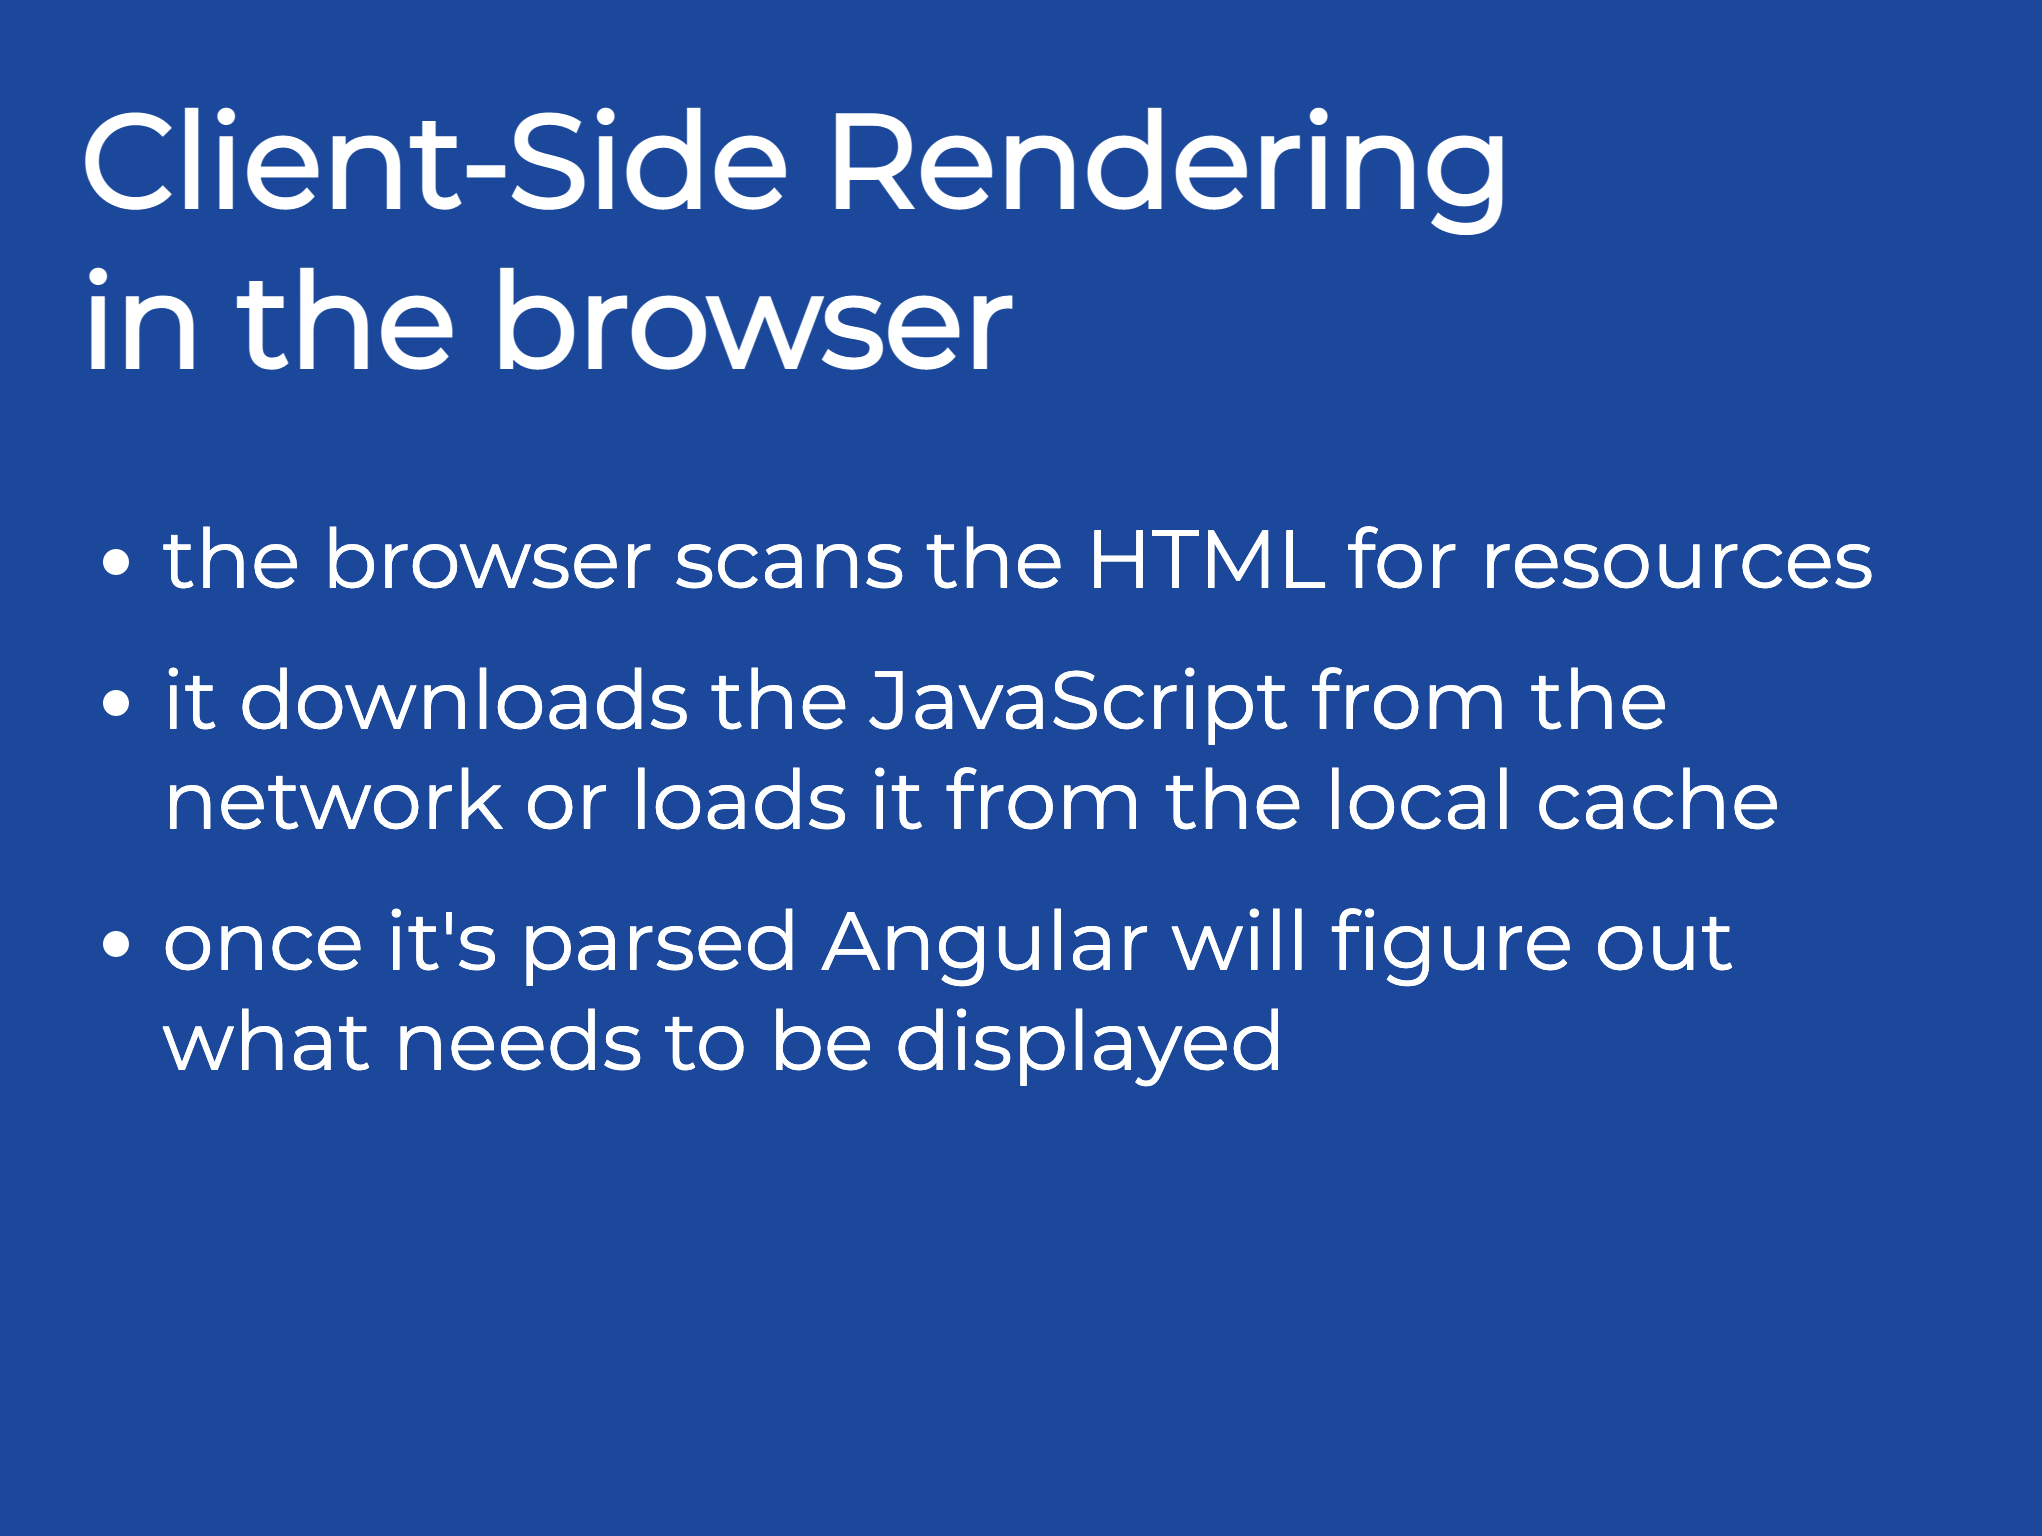 Client-Side Rendering
in the browser
• the browser scans the HTML for resources
• it downloads the JavaScript from the
network or loads it from the local cache
• once it's parsed Angular will figure out
what needs to be displayed